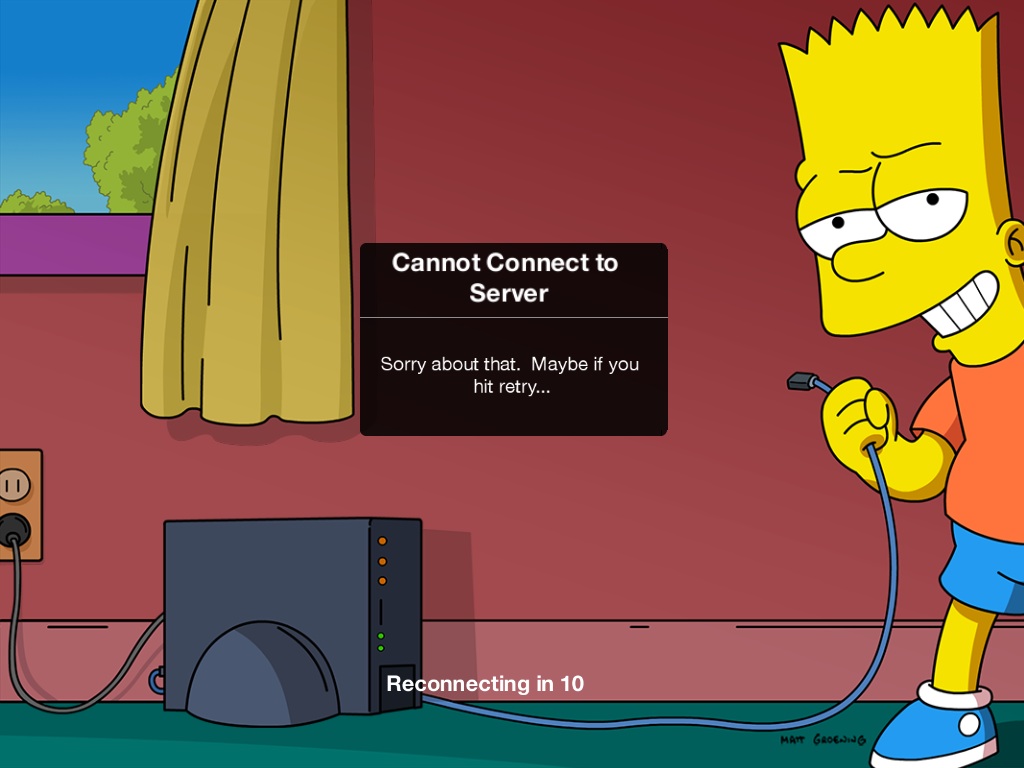 Cannot Connect to
Server
Sorry about that.  Maybe if you
hit retry...
Reconnecting in 10
MATT GROENING